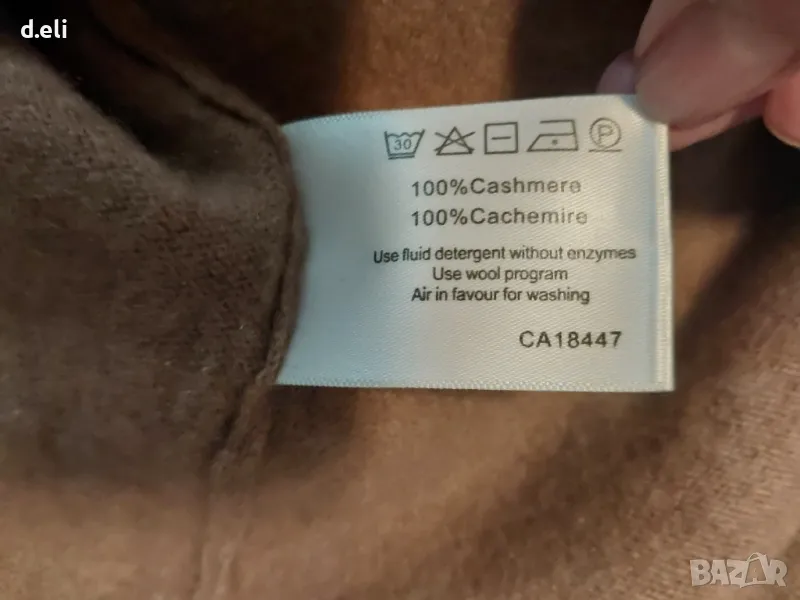 d.eli
30
P
100%Cashmere
100%Cachemire
Use fluid detergent without enzymes
Use wool program
Air in favour for washing
CA18447
BAZAR